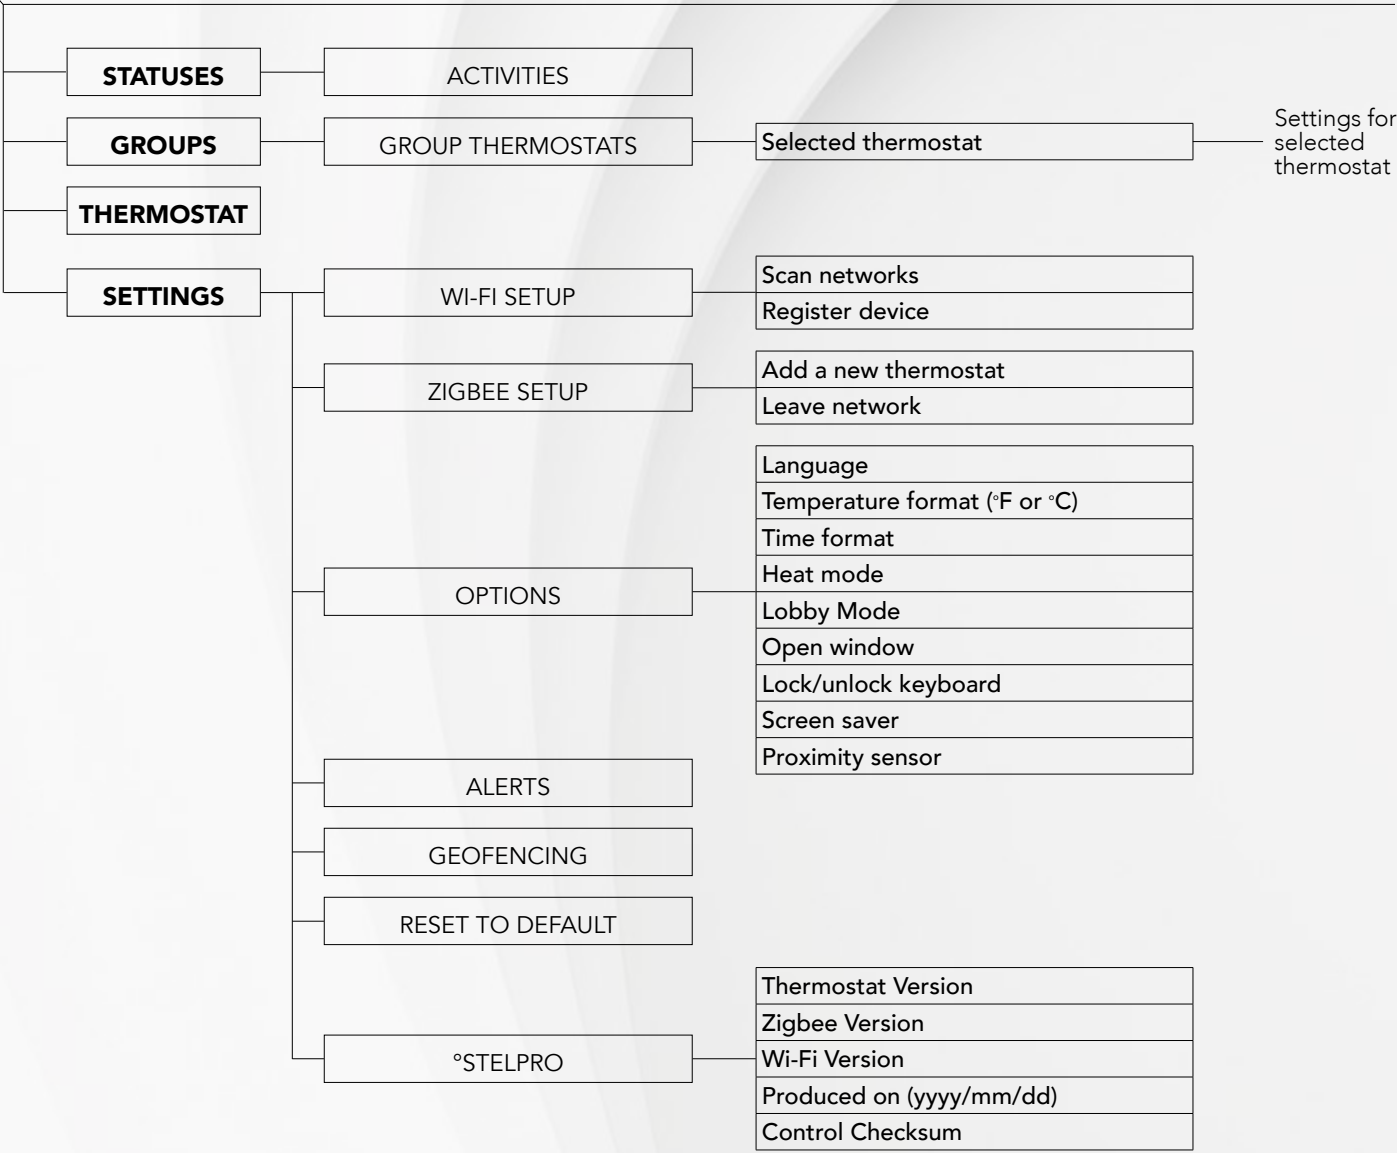 STATUSES
ACTIVITIES
GROUPS
GROUP THERMOSTATS
Selected thermostat
Settings for
selected
thermostat
THERMOSTAT
SETTINGS
WI-FI SETUP
Scan networks
Register device
ZIGBEE SETUP
Add a new thermostat
Leave network
OPTIONS
Language
Temperature format (°F or °C)
Time format
Heat mode
Lobby Mode
Open window
Lock/unlock keyboard
Screen saver
Proximity sensor
ALERTS
GEOFENCING
RESET TO DEFAULT
°STELPRO
Thermostat Version
Zigbee Version
Wi-Fi Version
Produced on (yyyy/mm/dd)
Control Checksum